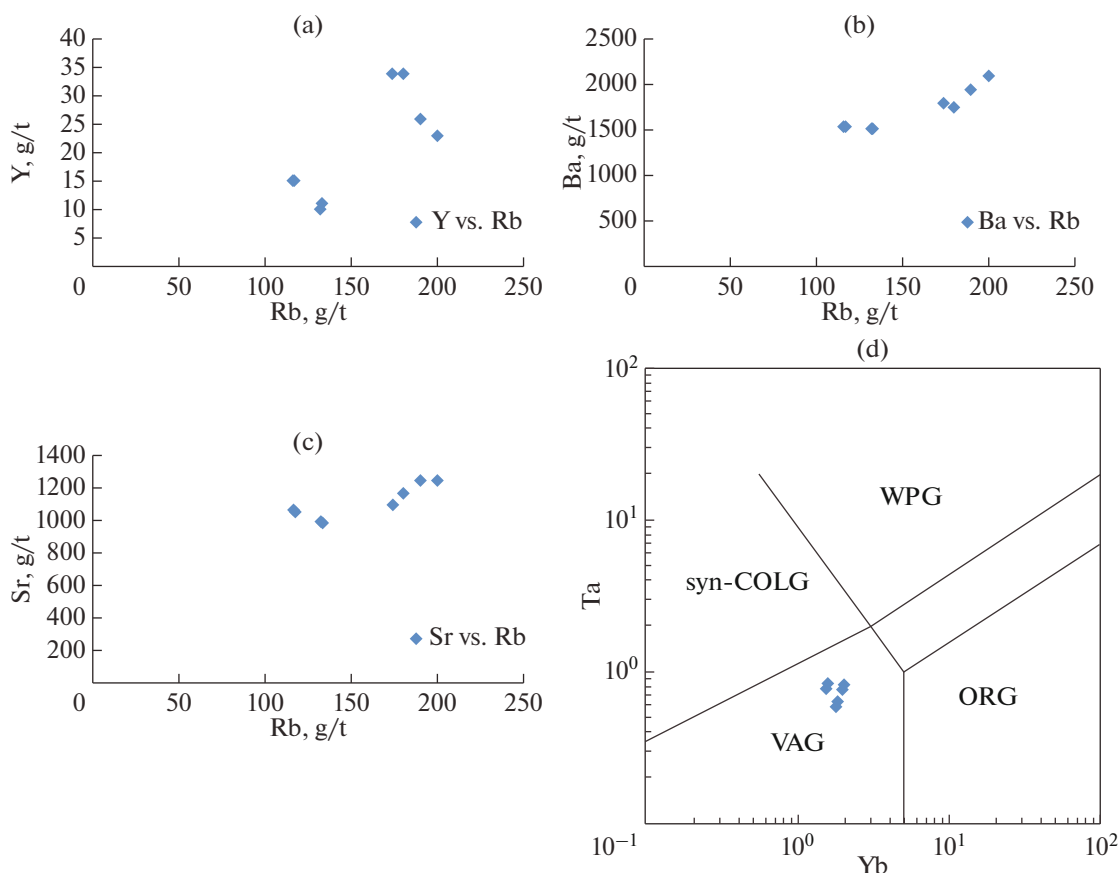 (a)
40
35
30
25
20
15
10
5
0
50
100
150
200
250
Y, g/t
Rb, g/t
Y vs. Rb
(b)
2500
2000
1500
1000
500
0
50
100
150
200
250
Ba, g/t
Rb, g/t
Ba vs. Rb
(c)
1400
1200
1000
800
600
400
200
0
50
100
150
200
250
Sr, g/t
Rb, g/t
Sr vs. Rb
(d)
10²
10¹
10⁰
10⁻¹
10⁰
10¹
10²
Ta
Yb
WPG
syn-COLG
ORG
VAG